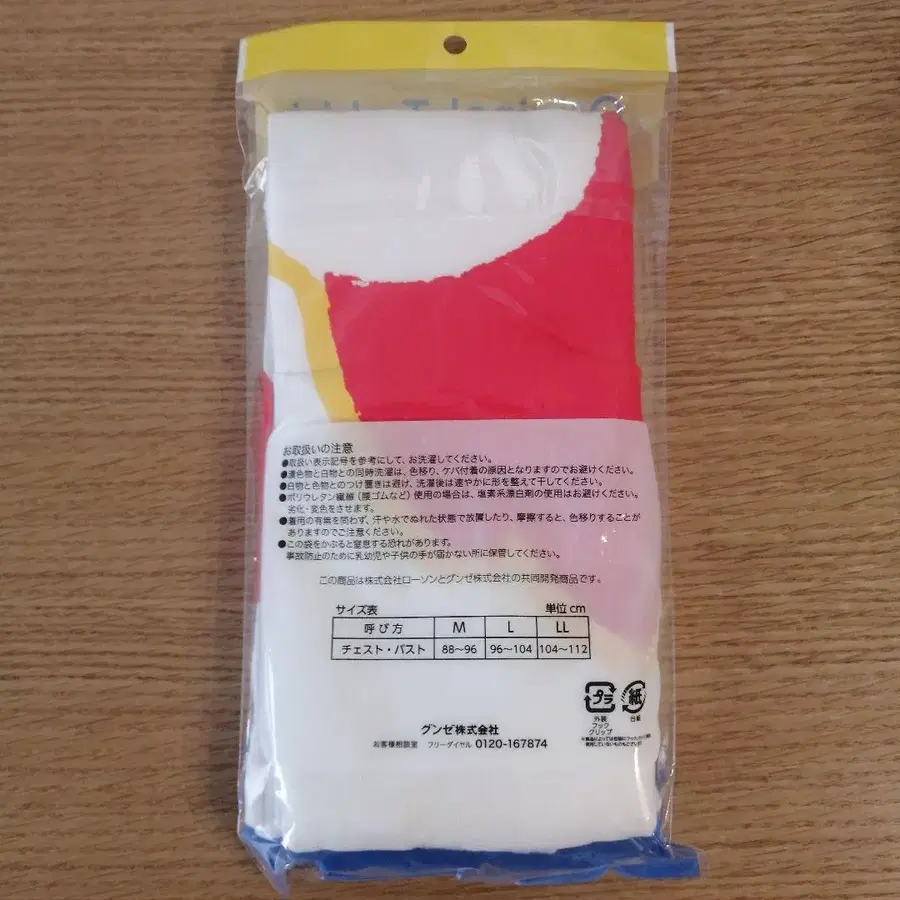 お取扱いの注意
●取扱い表示記号を参考にして、お洗濯してください。
●濃色物と白物との同時洗濯は、色移り、ケバ付着の原因となりますのでお避けください。
●白物と色物とのつけ置きは避け、洗濯後は速やかに形を整えて干してください。
●ポリウレタン繊維(腰ゴムなど)使用の場合は、塩素系漂白剤の使用はお避けください。
劣化・変色をさせます。
●着用の有無を問わず、汗や水でぬれた状態で放置したり、摩擦すると、色移りすることが
ありますのでご注意ください。
●この袋をかぶると窒息する恐れがあります。
事故防止のために乳幼児や子供の手が届かない所に保管してください。
この商品は株式会社ローソンとグンゼ株式会社の共同開発商品です。
サイズ表 単位cm
呼び方 M L LL
チェスト・バスト 88〜96 96〜104 104〜112
プラ 紙
外装 台紙
フック
グリップ
グンゼ株式会社
お客様相談室 フリーダイヤル 0120-167874